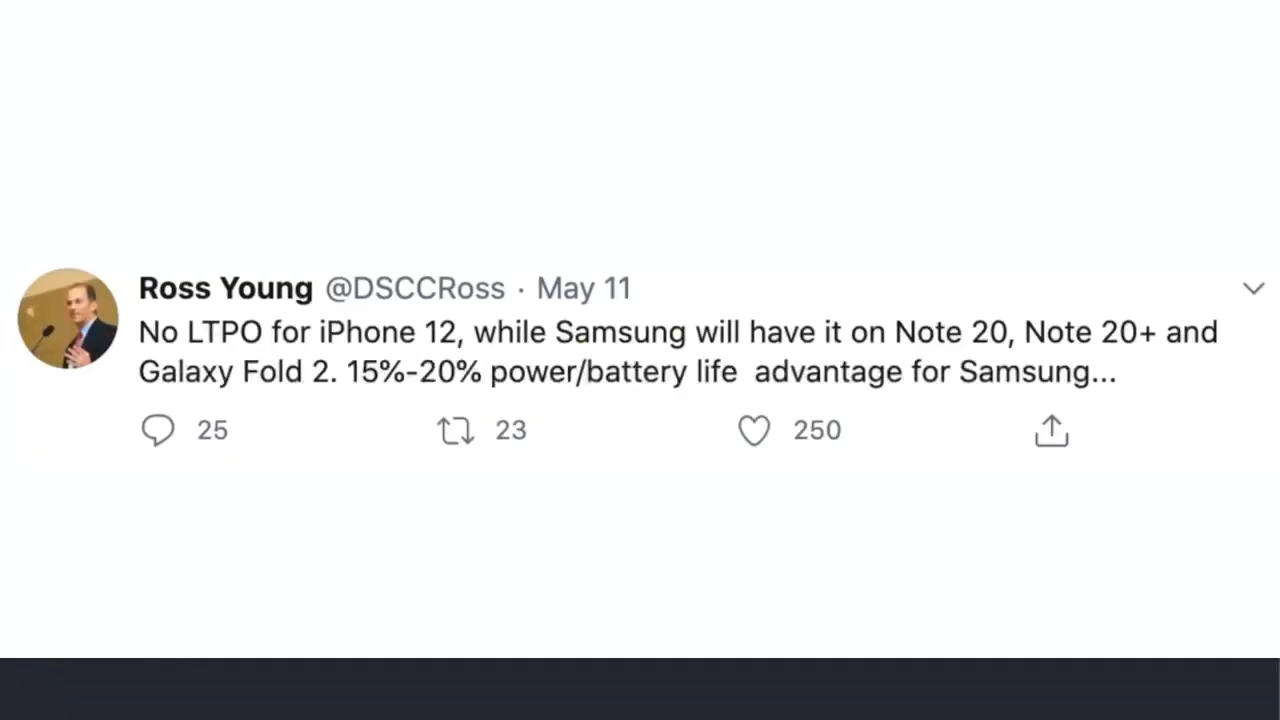 Ross Young @DSCCRoss · May 11
No LTPO for iPhone 12, while Samsung will have it on Note 20, Note 20+ and
Galaxy Fold 2. 15%-20% power/battery life  advantage for Samsung...
25 23 250